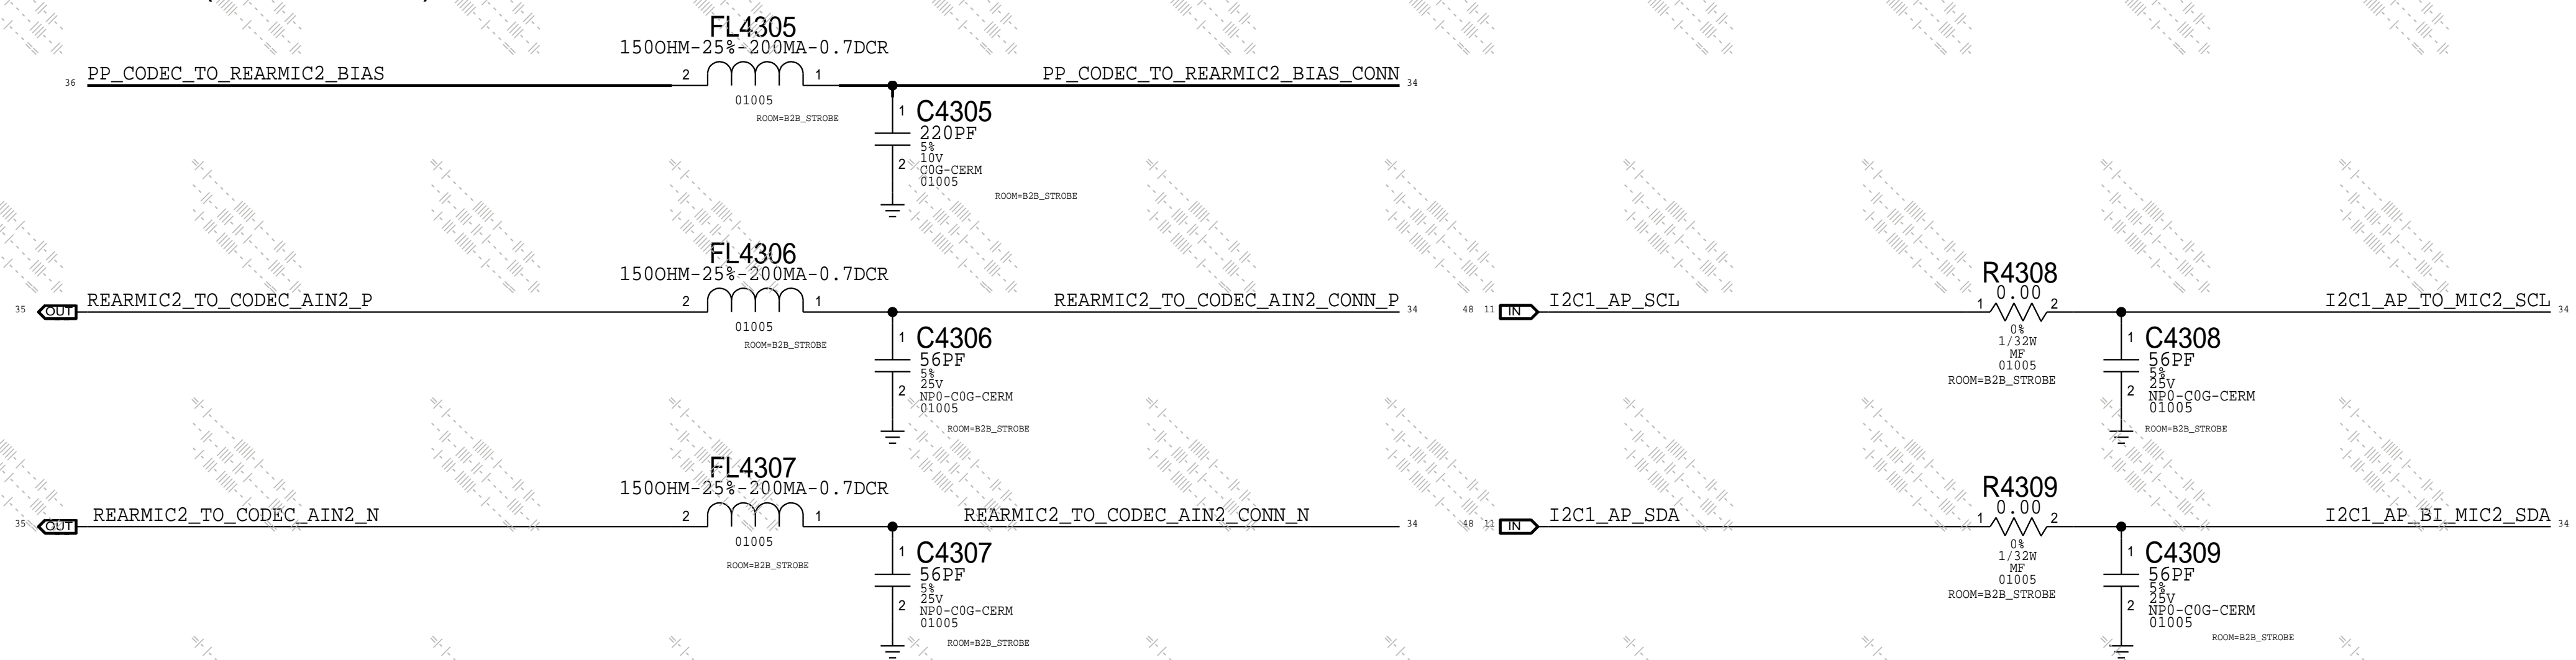 FL4305
150OHM-25%-200MA-0.7DCR
36 PP_CODEC_TO_REARMIC2_BIAS 2 1 PP_CODEC_TO_REARMIC2_BIAS_CONN 34
01005
ROOM=B2B_STROBE
1 C4305
220PF
5%
10V
2 C0G-CERM
01005
ROOM=B2B_STROBE
FL4306
150OHM-25%-200MA-0.7DCR
35 OUT REARMIC2_TO_CODEC_AIN2_P 2 1 REARMIC2_TO_CODEC_AIN2_CONN_P 34
01005
ROOM=B2B_STROBE
1 C4306
56PF
5%
25V
2 NP0-C0G-CERM
01005
ROOM=B2B_STROBE
FL4307
150OHM-25%-200MA-0.7DCR
35 OUT REARMIC2_TO_CODEC_AIN2_N 2 1 REARMIC2_TO_CODEC_AIN2_CONN_N 34
01005
ROOM=B2B_STROBE
1 C4307
56PF
5%
25V
2 NP0-C0G-CERM
01005
ROOM=B2B_STROBE
R4308
0.00
48 11 IN I2C1_AP_SCL 1 2 I2C1_AP_TO_MIC2_SCL 34
0%
1/32W
MF
01005
ROOM=B2B_STROBE
1 C4308
56PF
5%
25V
2 NP0-C0G-CERM
01005
ROOM=B2B_STROBE
R4309
0.00
48 11 IN I2C1_AP_SDA 1 2 I2C1_AP_BI_MIC2_SDA 34
0%
1/32W
MF
01005
ROOM=B2B_STROBE
1 C4309
56PF
5%
25V
2 NP0-C0G-CERM
01005
ROOM=B2B_STROBE